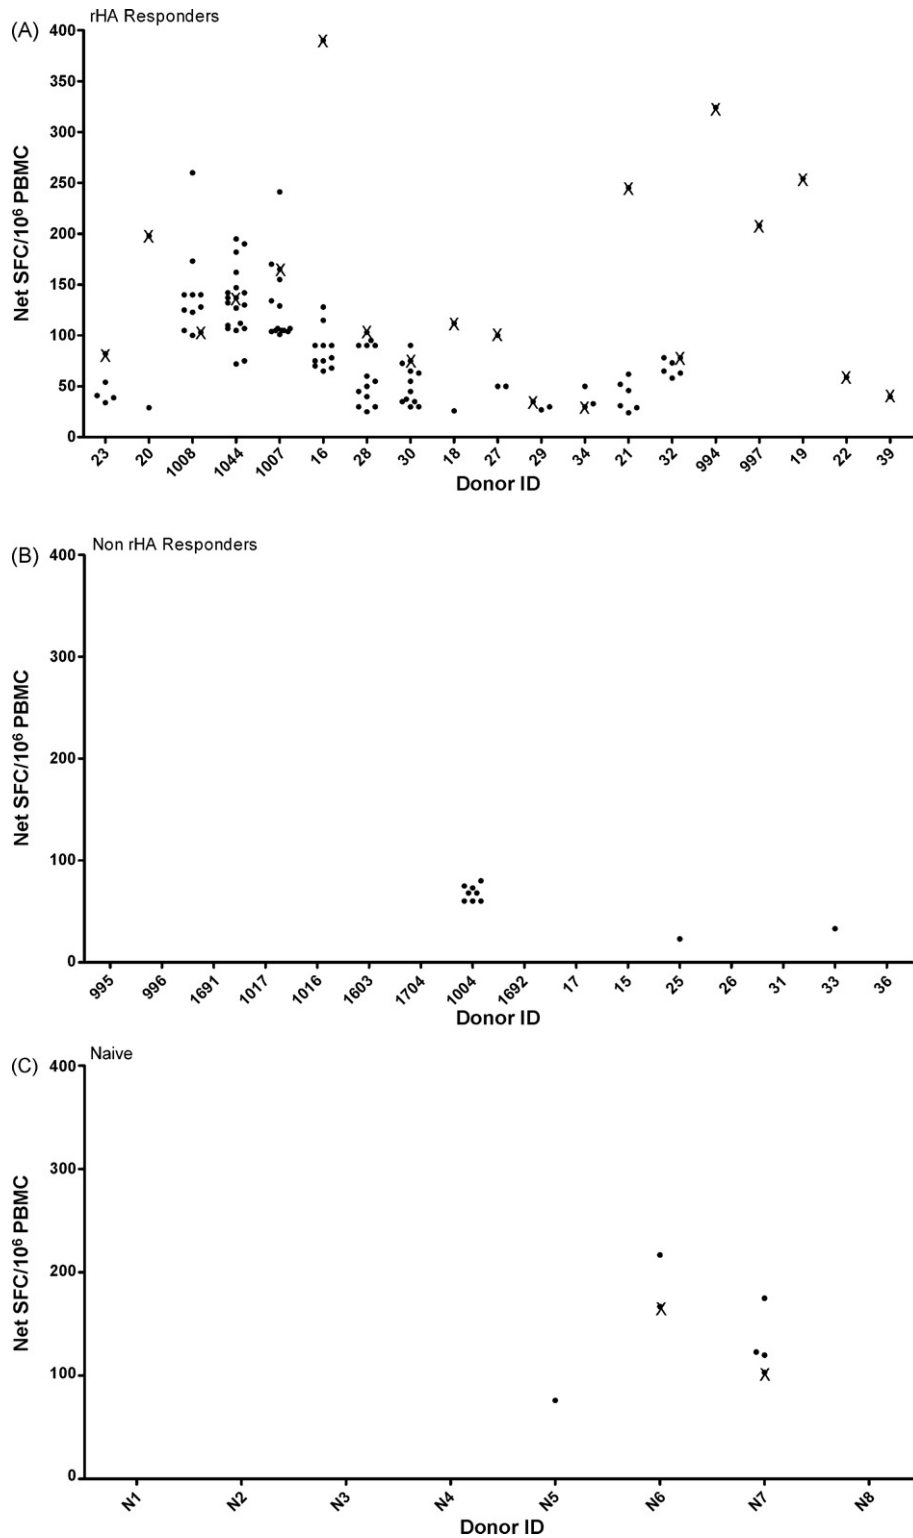 (A) rHA Responders
400
350
300
250
200
150
100
50
0
Net SFC/10⁶ PBMC
23 20 1008 1044 1007 16 28 30 18 27 29 34 21 32 994 997 19 22 39
Donor ID
(B) Non rHA Responders
400
300
200
100
0
Net SFC/10⁶ PBMC
995 996 1691 1017 1016 1603 1704 1004 1692 17 15 25 26 31 33 36
Donor ID
(C) Naive
400
300
200
100
0
Net SFC/10⁶ PBMC
N1 N2 N3 N4 N5 N6 N7 N8
Donor ID